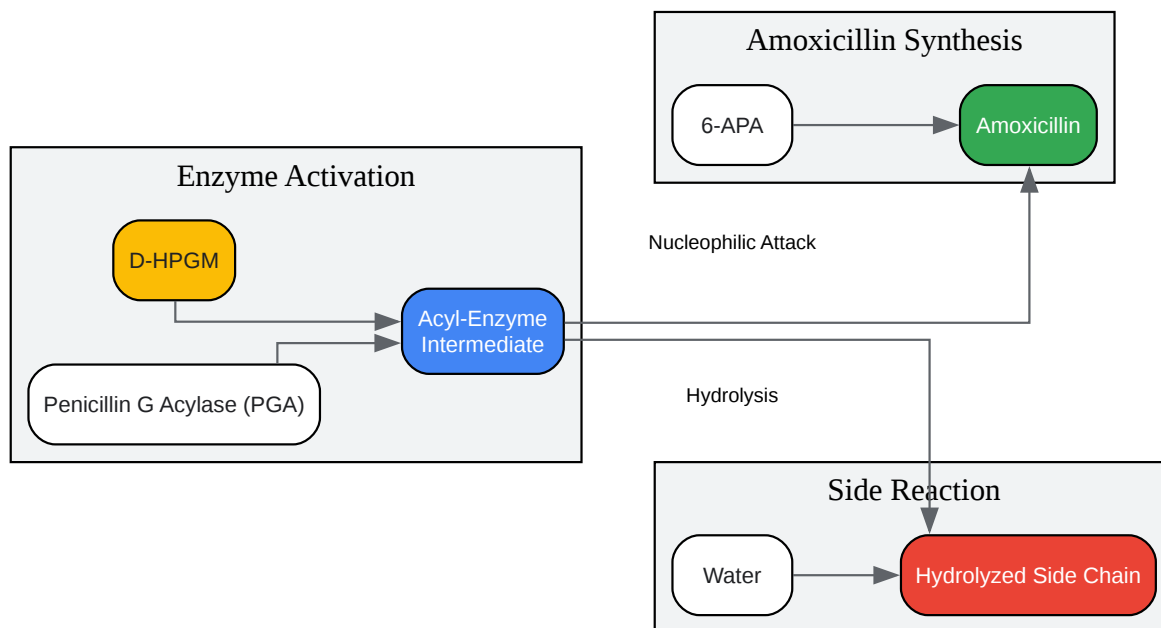 Amoxicillin Synthesis
6-APA
Amoxicillin
Enzyme Activation
D-HPGM
Acyl-Enzyme
Intermediate
Penicillin G Acylase (PGA)
Nucleophilic Attack
Hydrolysis
Side Reaction
Water
Hydrolyzed Side Chain